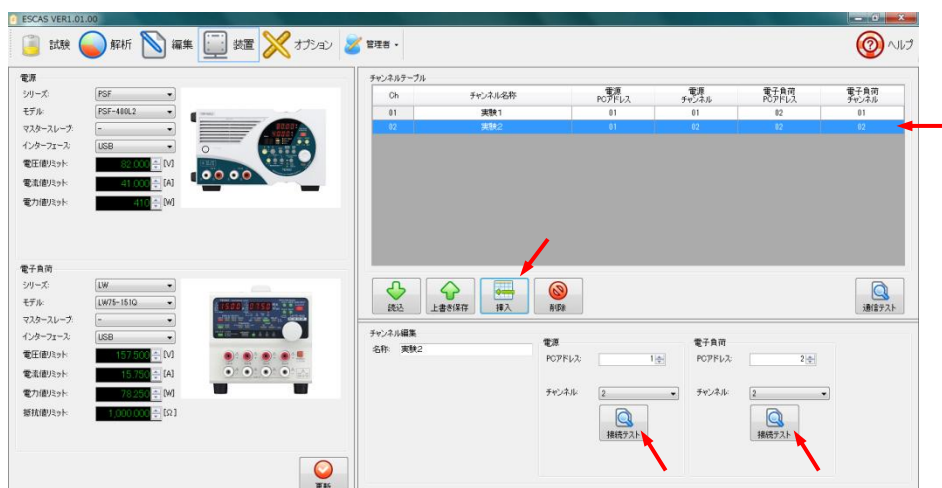 ESCAS VER1.01.00
試験 解析 編集 装置 オプション 管理者 ヘルプ
電源
シリーズ: PSF
モデル: PSF-400L2
マスタースレーブ: -
インターフェース: USB
電圧値リミット: 82.000 [V]
電流値リミット: 41.000 [A]
電力値リミット: 410 [W]
電子負荷
シリーズ: LW
モデル: LW75-151Q
マスタースレーブ: -
インターフェース: USB
電圧値リミット: 157.500 [V]
電流値リミット: 15.750 [A]
電力値リミット: 78.250 [W]
抵抗値リミット: 1,000.000 [Ω]
更新
チャンネルテーブル
Ch チャンネル名称 電源 PCアドレス 電源 チャンネル 電子負荷 PCアドレス 電子負荷 チャンネル
01 実験1 01 01 02 01
02 実験2 01 02 02 02
読込 上書き保存 挿入 削除 通信テスト
チャンネル編集
名称: 実験2
電源
PCアドレス: 1
チャンネル: 2
接続テスト
電子負荷
PCアドレス: 2
チャンネル: 2
接続テスト